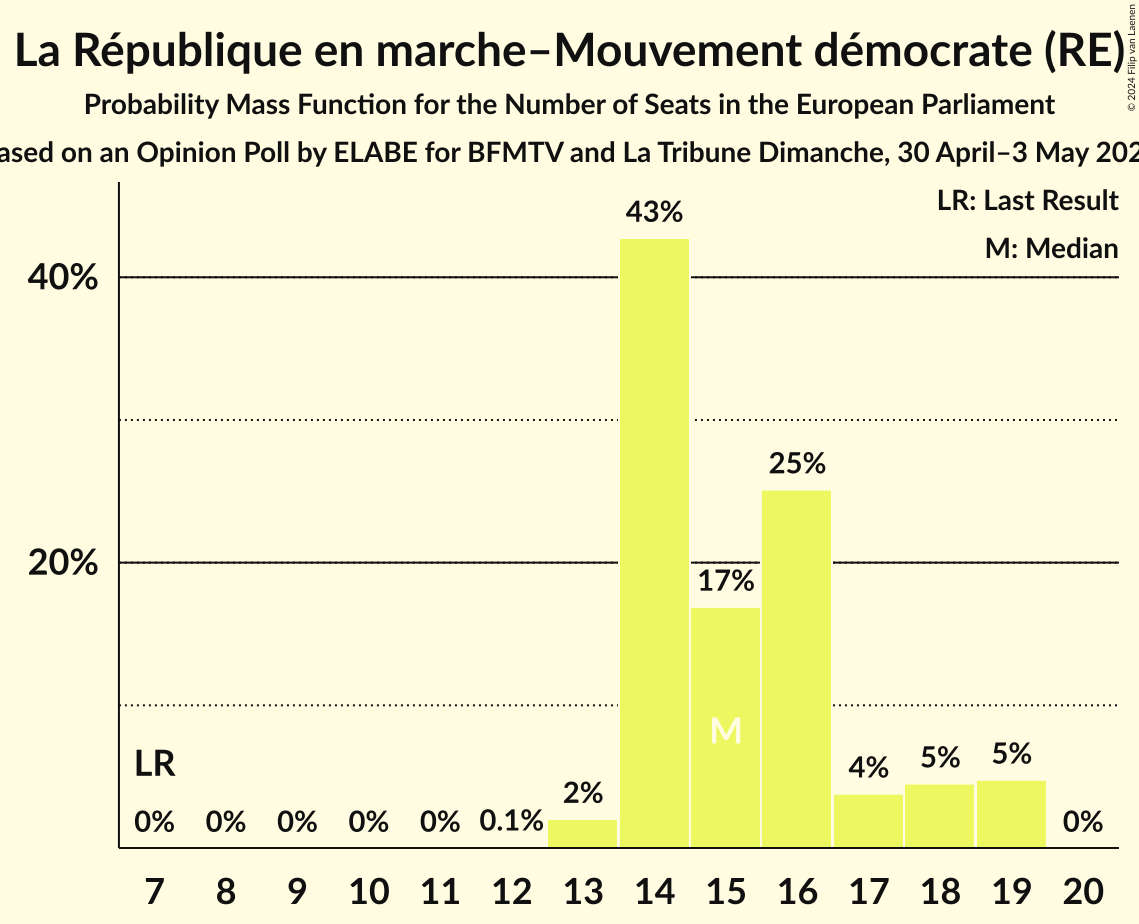 La République en marche–Mouvement démocrate (RE)
© 2024 Filip van Laenen
Probability Mass Function for the Number of Seats in the European Parliament
ased on an Opinion Poll by ELABE for BFMTV and La Tribune Dimanche, 30 April–3 May 202
LR: Last Result
M: Median
43%
40%
25%
20%
17%
M
LR
0% 0% 0% 0% 0% 0.1% 2% 4% 5% 5% 0%
7 8 9 10 11 12 13 14 15 16 17 18 19 20